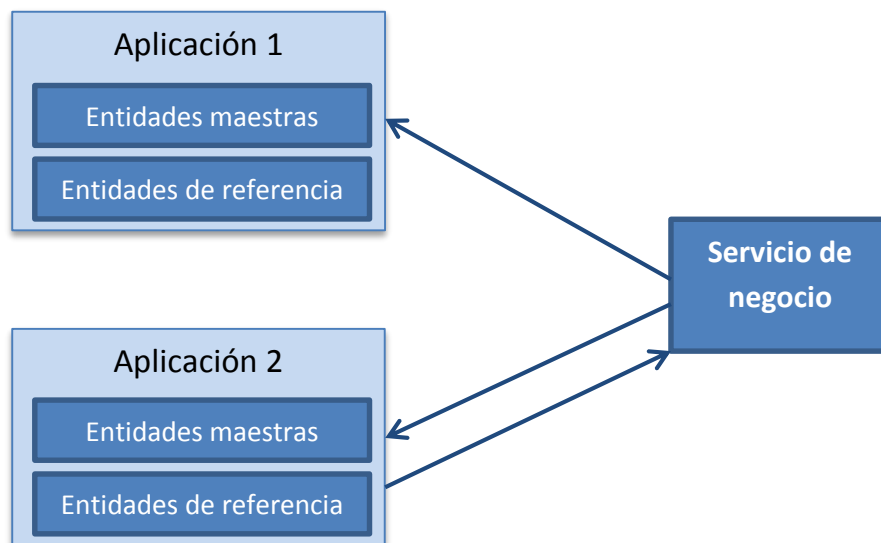 Aplicación 1
Entidades maestras
Entidades de referencia
Servicio de
negocio
Aplicación 2
Entidades maestras
Entidades de referencia